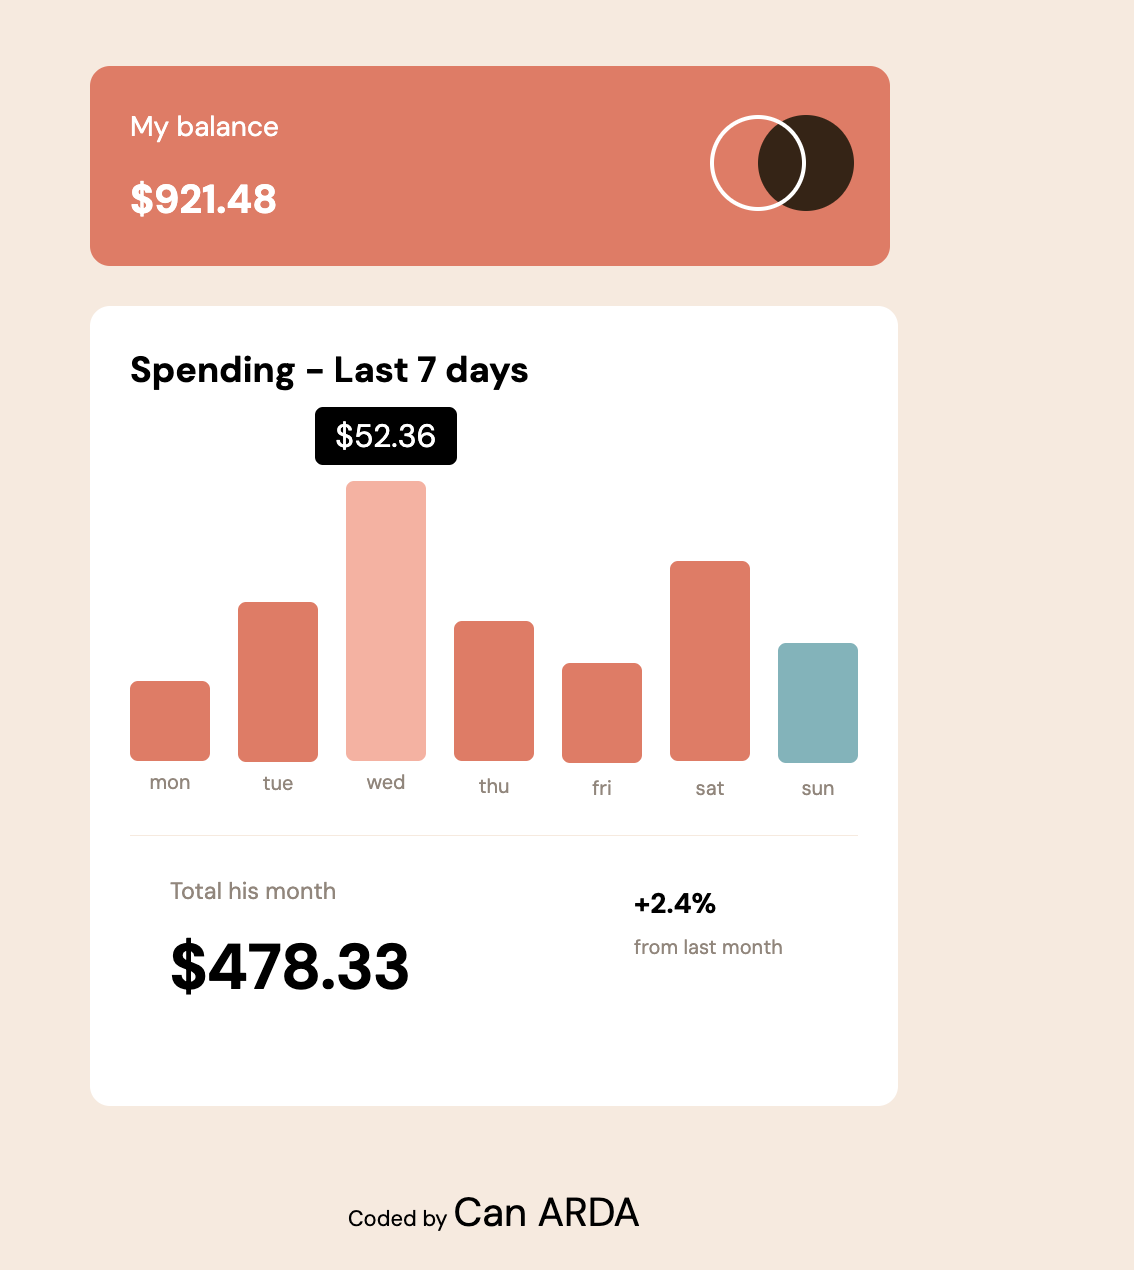 My balance
$921.48
Spending - Last 7 days
$52.36
mon tue wed thu fri sat sun
Total his month
$478.33
+2.4%
from last month
Coded by Can ARDA